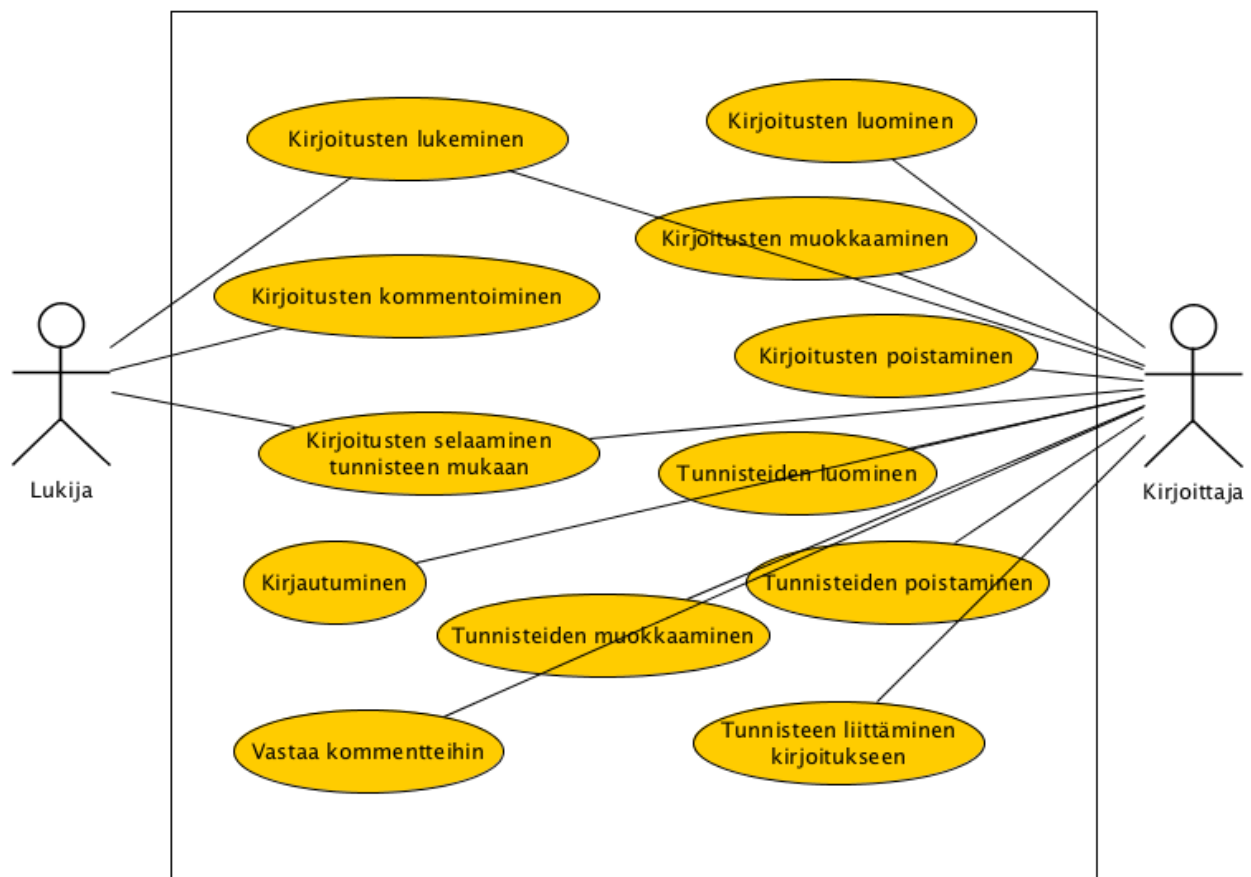 Kirjoitusten lukeminen
Kirjoitusten luominen
Kirjoitusten muokkaaminen
Kirjoitusten kommentoiminen
Kirjoitusten poistaminen
Kirjoitusten selaaminen
tunnisteen mukaan
Tunnisteiden luominen
Lukija
Kirjoittaja
Kirjautuminen
Tunnisteiden poistaminen
Tunnisteiden muokkaaminen
Vastaa kommentteihin
Tunnisteen liittäminen
kirjoitukseen